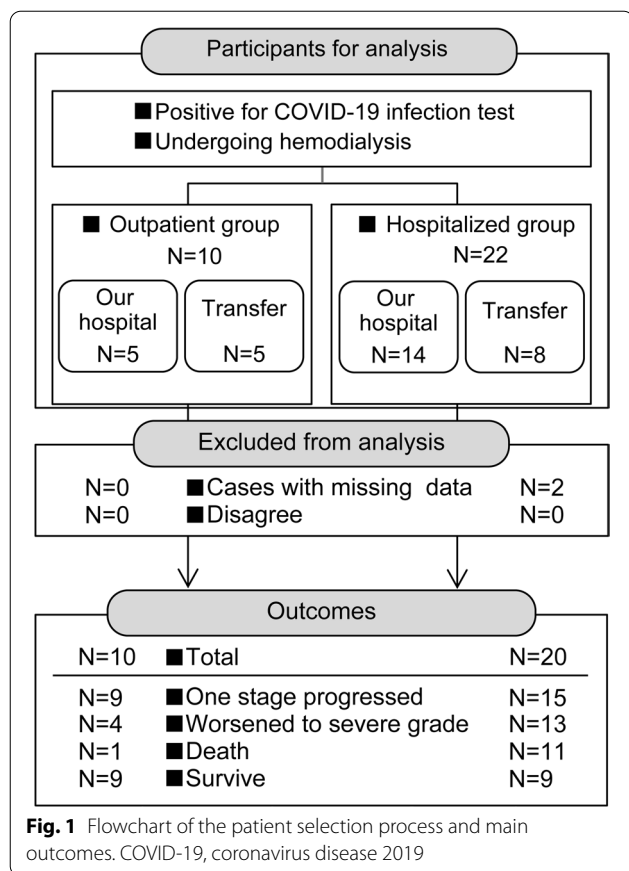 Participants for analysis
■Positive for COVID-19 infection test
■Undergoing hemodialysis
■ Outpatient group
N=10
Our
hospital
N=5
Transfer
N=5
■ Hospitalized group
N=22
Our
hospital
N=14
Transfer
N=8
Excluded from analysis
N=0 ■Cases with missing data N=2
N=0 ■Disagree N=0
Outcomes
N=10 ■Total N=20
N=9 ■One stage progressed N=15
N=4 ■Worsened to severe grade N=13
N=1 ■Death N=11
N=9 ■Survive N=9
Fig. 1 Flowchart of the patient selection process and main
outcomes. COVID-19, coronavirus disease 2019